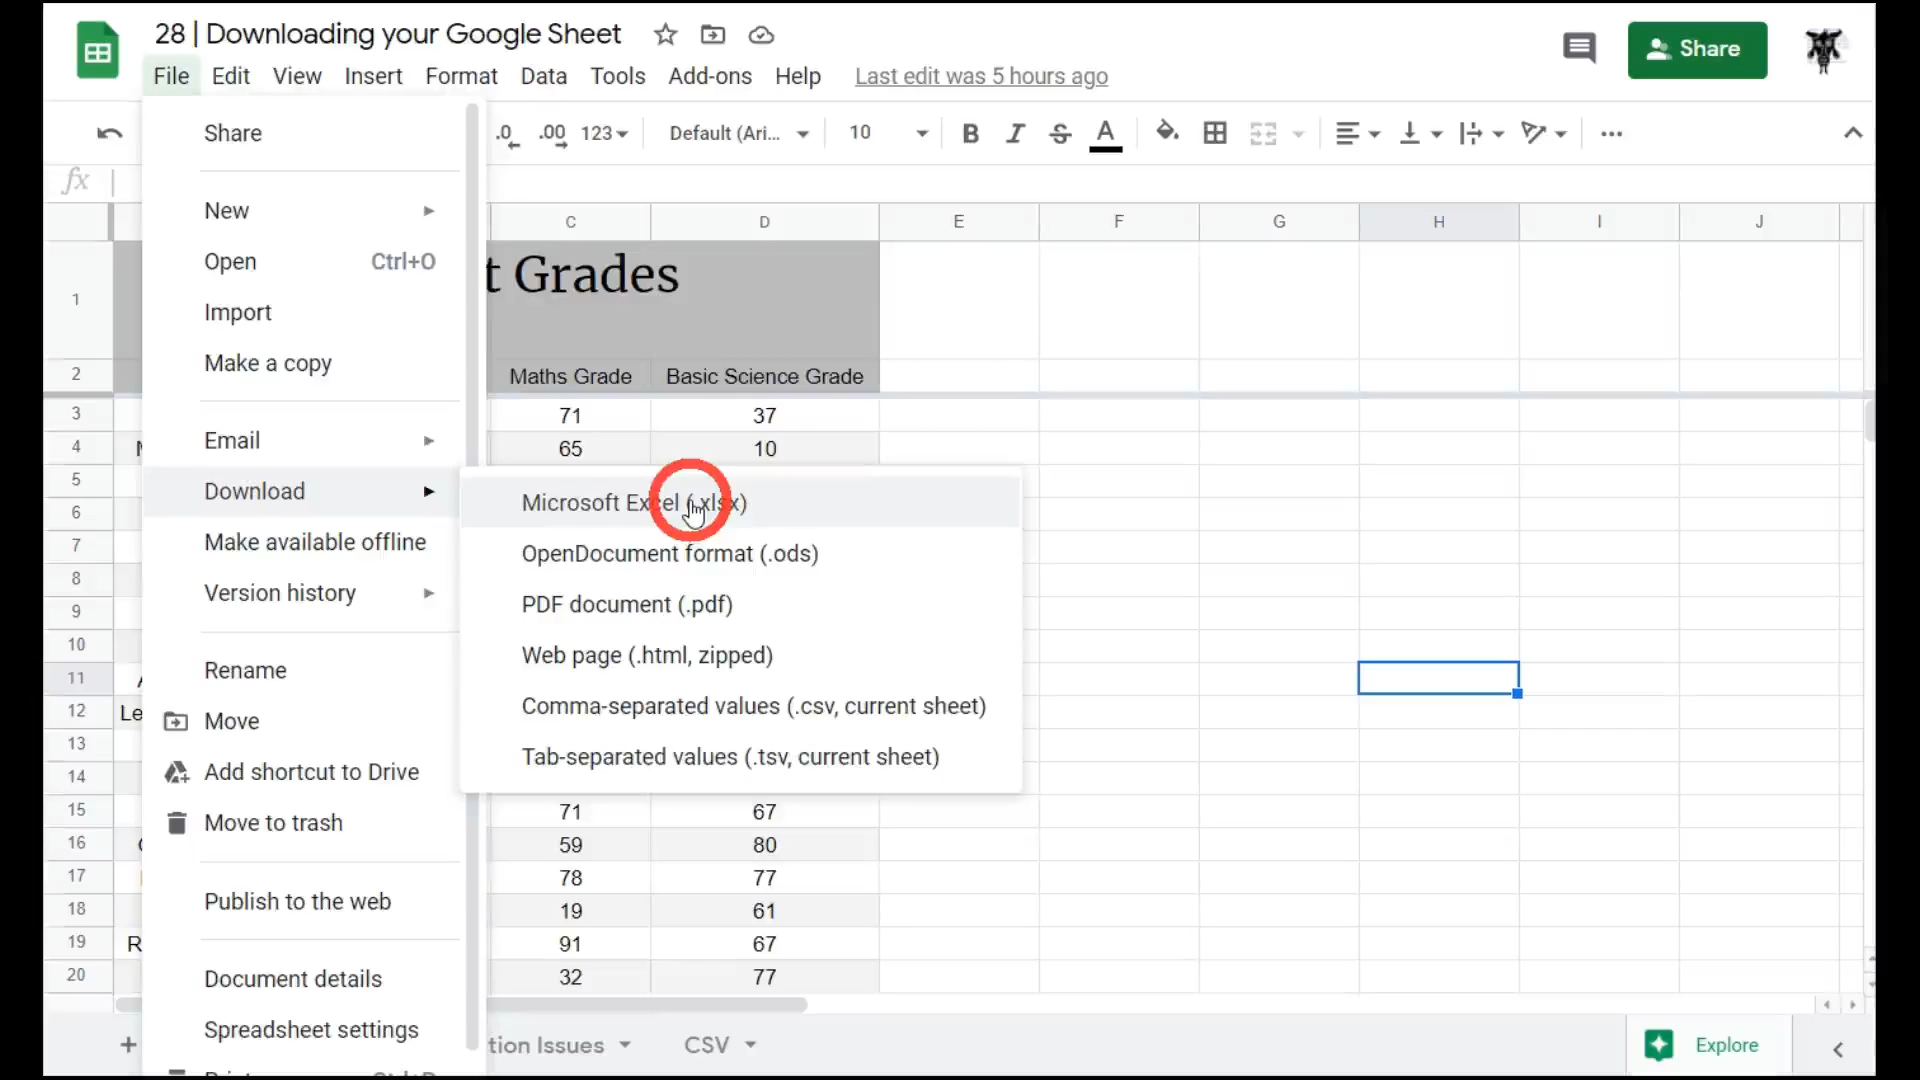 28 | Downloading your Google Sheet
File Edit View Insert Format Data Tools Add-ons Help Last edit was 5 hours ago
Share
.0 .00 123 Default (Ari... 10 B I S A
fx
Share
New
Open Ctrl+O
Import
Make a copy
Email
Download
Make available offline
Version history
Rename
Move
Add shortcut to Drive
Move to trash
Publish to the web
Document details
Spreadsheet settings
Microsoft Excel (.xlsx)
OpenDocument format (.ods)
PDF document (.pdf)
Web page (.html, zipped)
Comma-separated values (.csv, current sheet)
Tab-separated values (.tsv, current sheet)
C D E F G H I J
1 t Grades
2 Maths Grade Basic Science Grade
3 71 37
4 65 10
5
6
7
8
9
10
11
12 Le
13
14
15 71 67
16 59 80
17 78 77
18 19 61
19 R 91 67
20 32 77
+ tion Issues CSV Explore